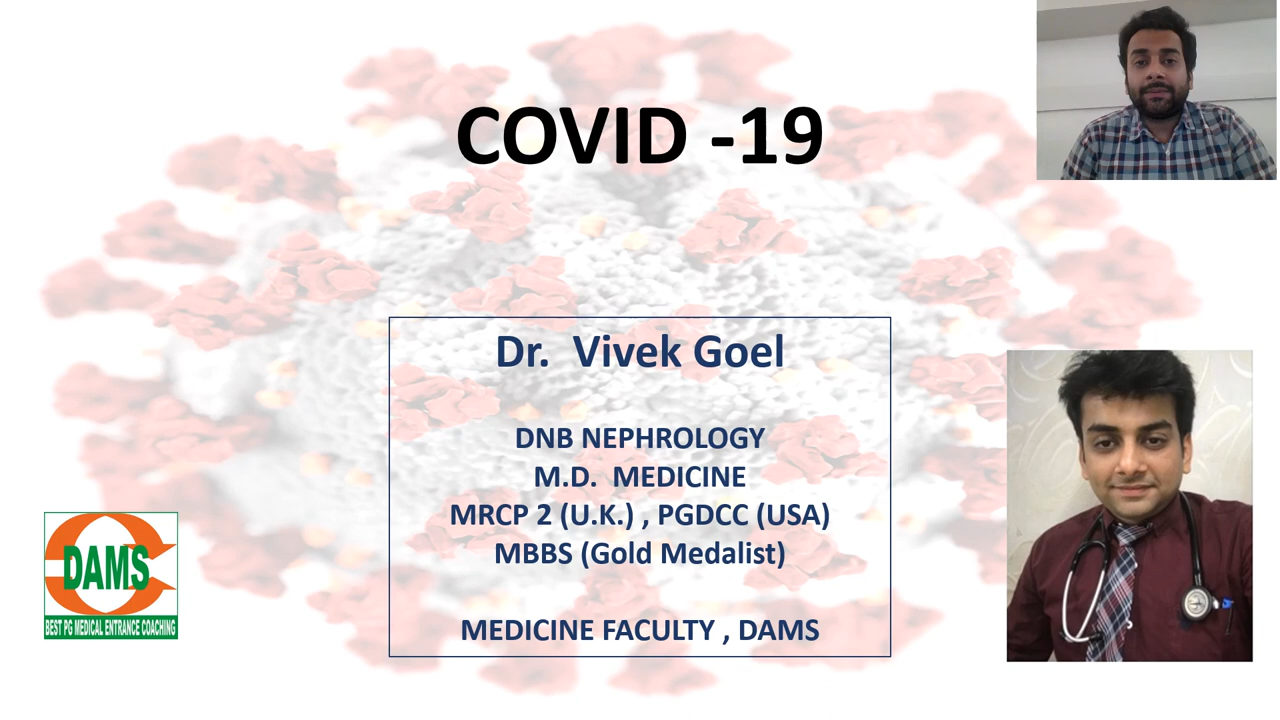 COVID -19
Dr. Vivek Goel
DNB NEPHROLOGY
M.D. MEDICINE
MRCP 2 (U.K.) , PGDCC (USA)
MBBS (Gold Medalist)
MEDICINE FACULTY , DAMS
DAMS
BEST PG MEDICAL ENTRANCE COACHING